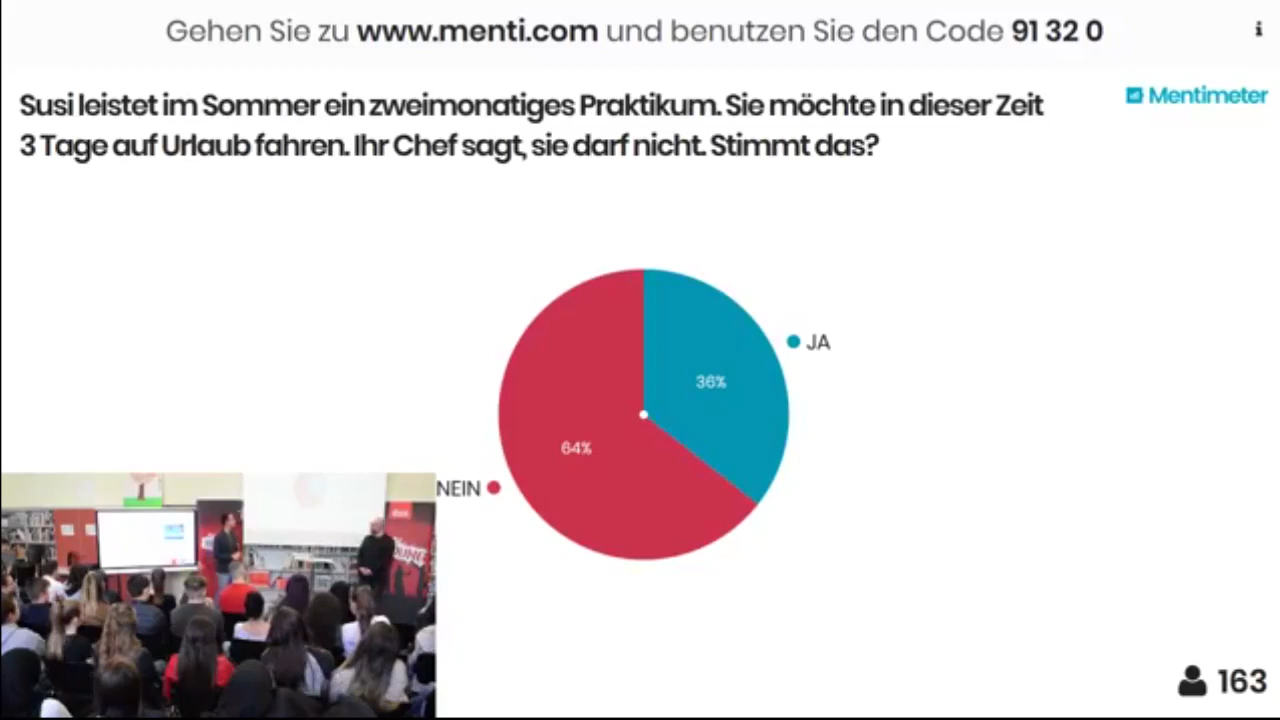 Gehen Sie zu www.menti.com und benutzen Sie den Code 91 32 0
i
Susi leistet im Sommer ein zweimonatiges Praktikum. Sie möchte in dieser Zeit
3 Tage auf Urlaub fahren. Ihr Chef sagt, sie darf nicht. Stimmt das?
Mentimeter
JA
36%
64%
NEIN
163